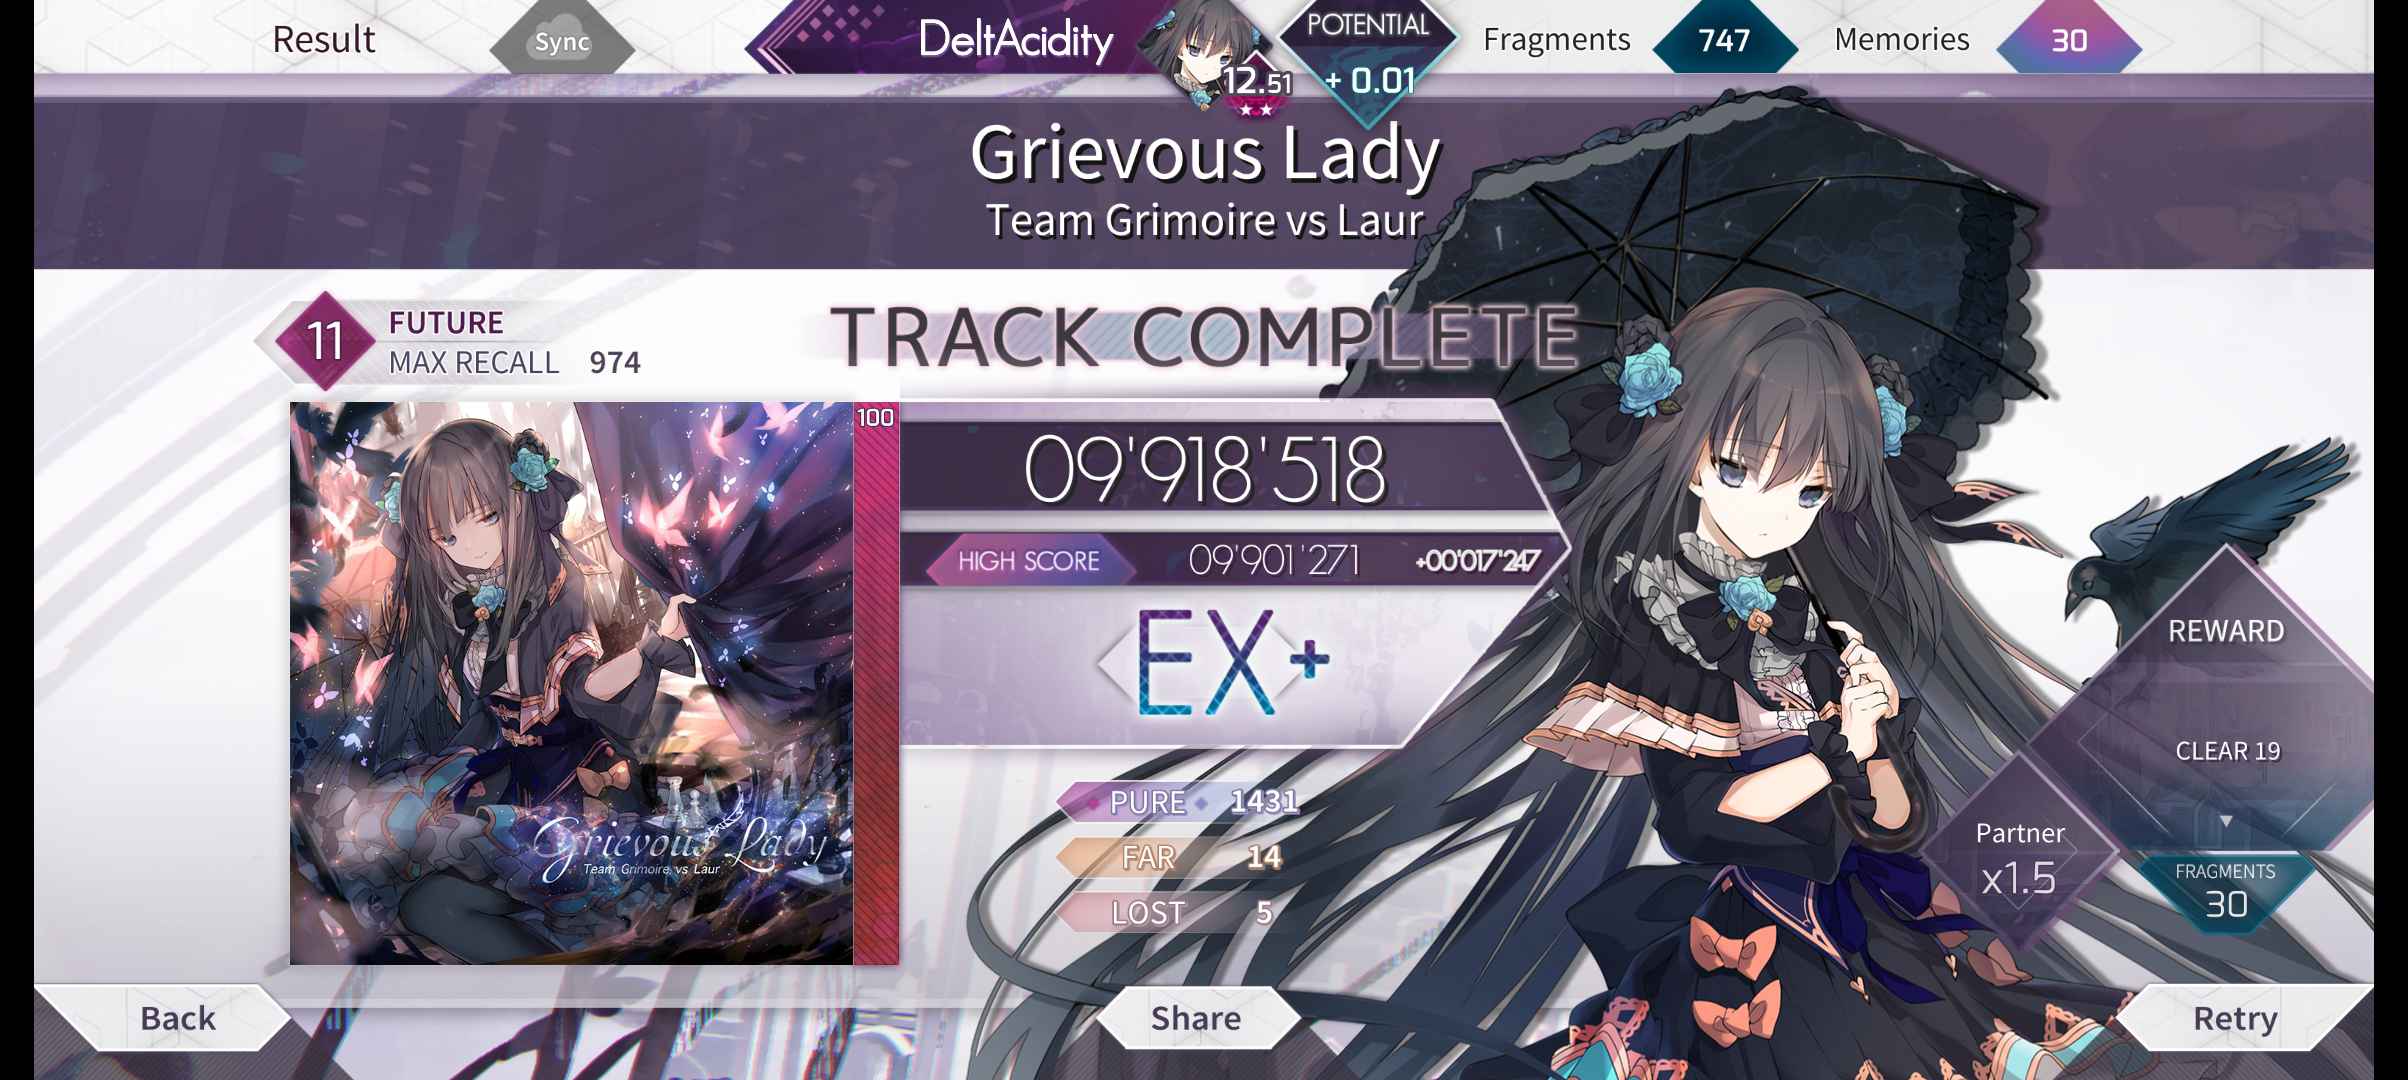 Result
Sync
DeltAcidity
12.51
POTENTIAL
+ 0.01
Fragments
747
Memories
30
Grievous Lady
Team Grimoire vs Laur
11
FUTURE
MAX RECALL 974
TRACK COMPLETE
100
09'918'518
HIGH SCORE 09'901'271 +00'017'247
EX+
Grievous Lady
Team Grimoire vs Laur
PURE 1431
FAR 14
LOST 5
REWARD
CLEAR 19
Partner
x1.5
FRAGMENTS
30
Back
Share
Retry